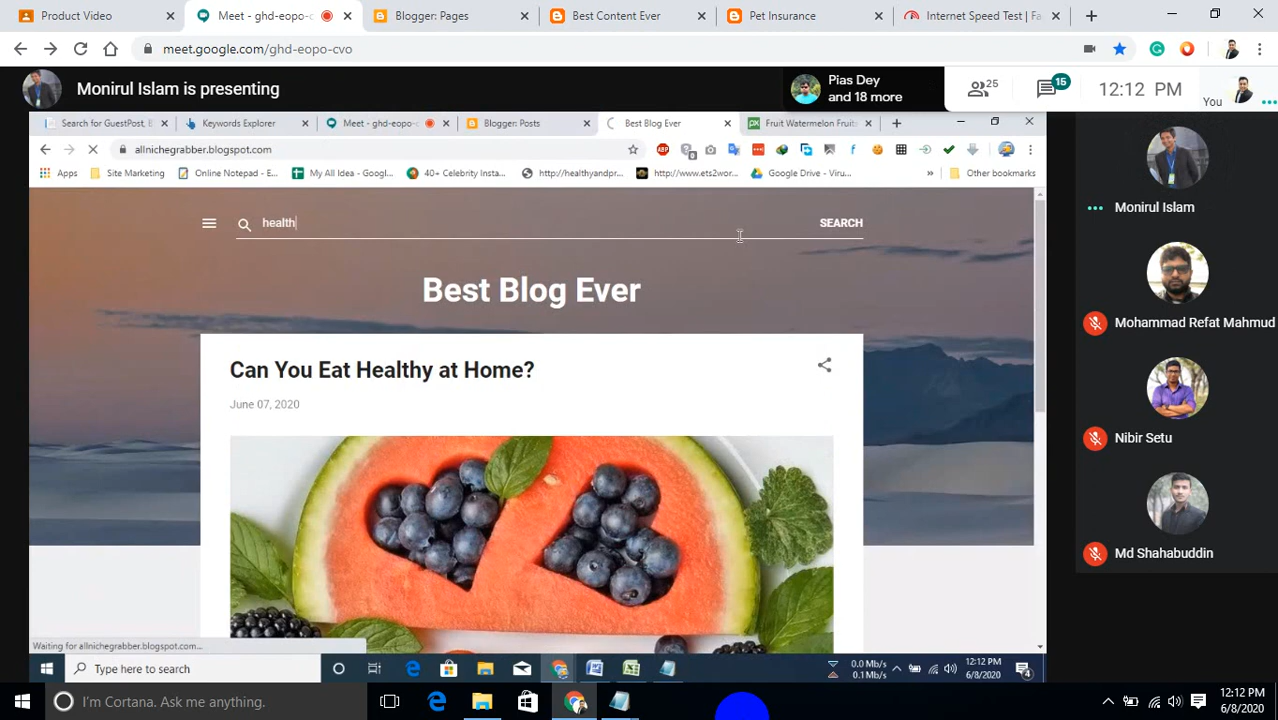 Product Video
Meet - ghd-eopo-c
Blogger: Pages
Best Content Ever
Pet Insurance
Internet Speed Test | Fa
meet.google.com/ghd-eopo-cvo
Monirul Islam is presenting
Pias Dey
and 18 more
25
15
12:12 PM
You
Search for GuestPost, B
Keywords Explorer
Meet - ghd-eopo-c
Blogger: Posts
Best Blog Ever
Fruit Watermelon Fruits
allnichegrabber.blogspot.com
Apps
Site Marketing
Online Notepad - E...
My All Idea - Googl...
40+ Celebrity Insta...
http://healthyandpr...
http://www.ets2wor...
Google Drive - Viru...
»
Other bookmarks
health
SEARCH
Best Blog Ever
Can You Eat Healthy at Home?
June 07, 2020
Waiting for allnichegrabber.blogspot.com...
Type here to search
0.0 Mb/s
0.1 Mb/s
12:12 PM
6/8/2020
4
Monirul Islam
Mohammad Refat Mahmud
Nibir Setu
Md Shahabuddin
I'm Cortana. Ask me anything.
12:12 PM
6/8/2020